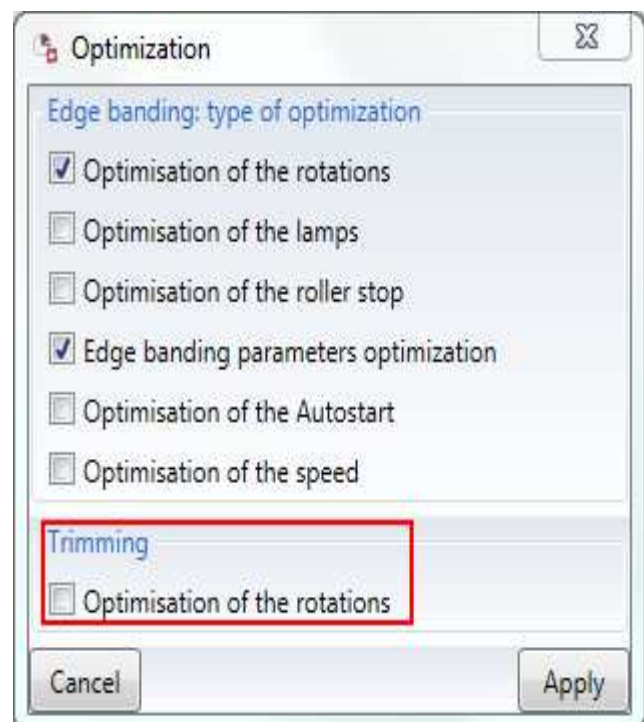 Optimization
Edge banding: type of optimization
Optimisation of the rotations
Optimisation of the lamps
Optimisation of the roller stop
Edge banding parameters optimization
Optimisation of the Autostart
Optimisation of the speed
Trimming
Optimisation of the rotations
Cancel Apply